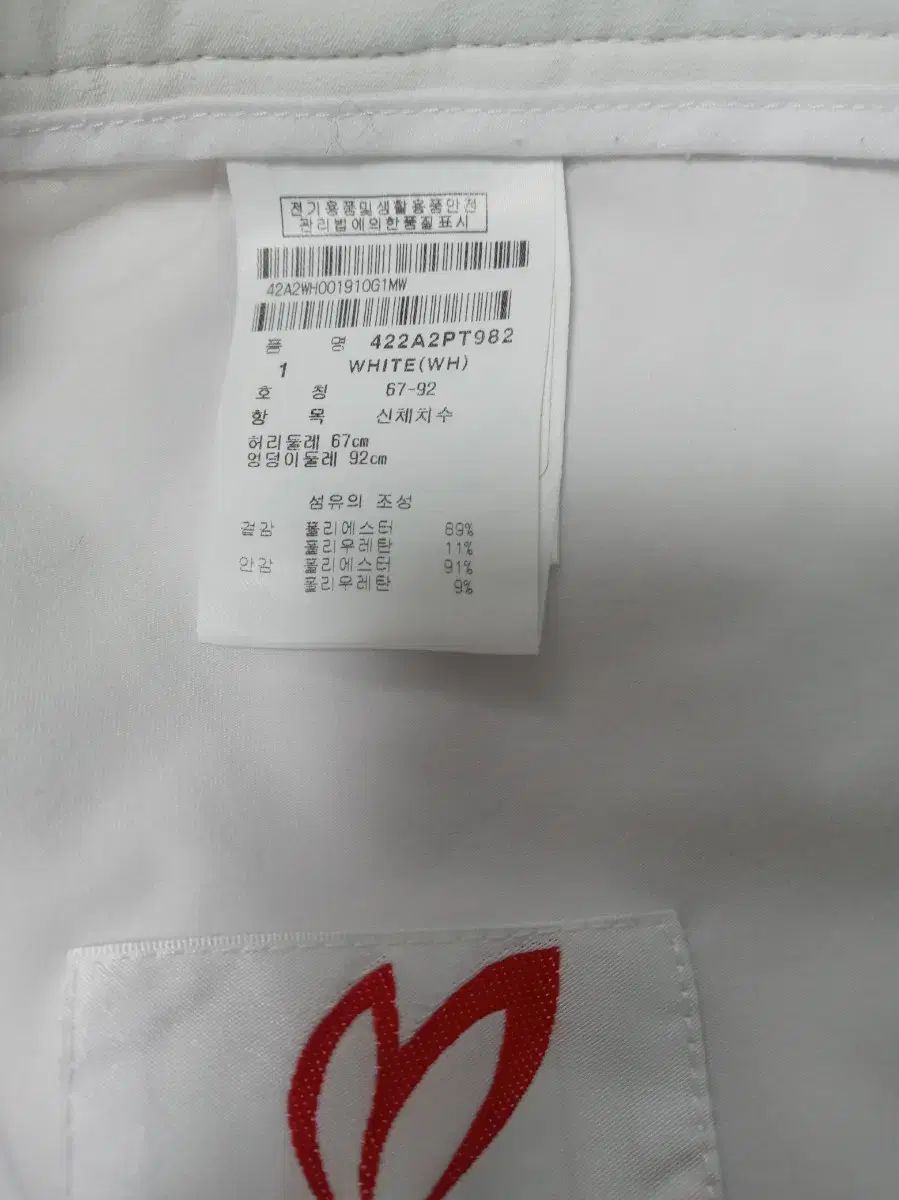 전기용품및생활용품안전
관리법에의한품질표시
42A2WH001910G1MW
품 명 422A2PT982
1 WHITE(WH)
호 칭 67-92
항 목 신체치수
허리둘레 67cm
엉덩이둘레 92cm
섬유의 조성
겉감 폴리에스터 89%
폴리우레탄 11%
안감 폴리에스터 91%
폴리우레탄 9%